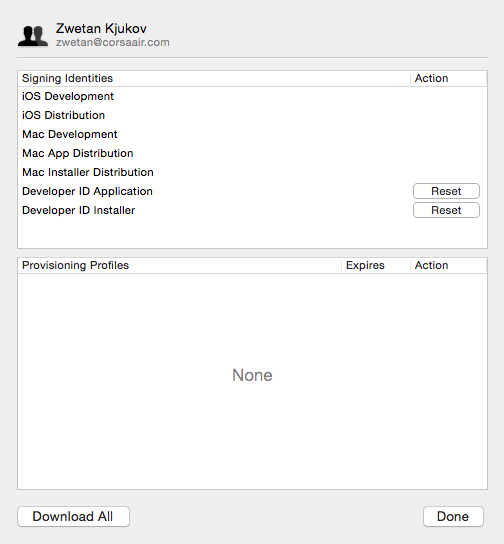 Zwetan Kjukov
zwetan@corsaair.com
Signing Identities Action
iOS Development
iOS Distribution
Mac Development
Mac App Distribution
Mac Installer Distribution
Developer ID Application Reset
Developer ID Installer Reset
Provisioning Profiles Expires Action
None
Download All Done